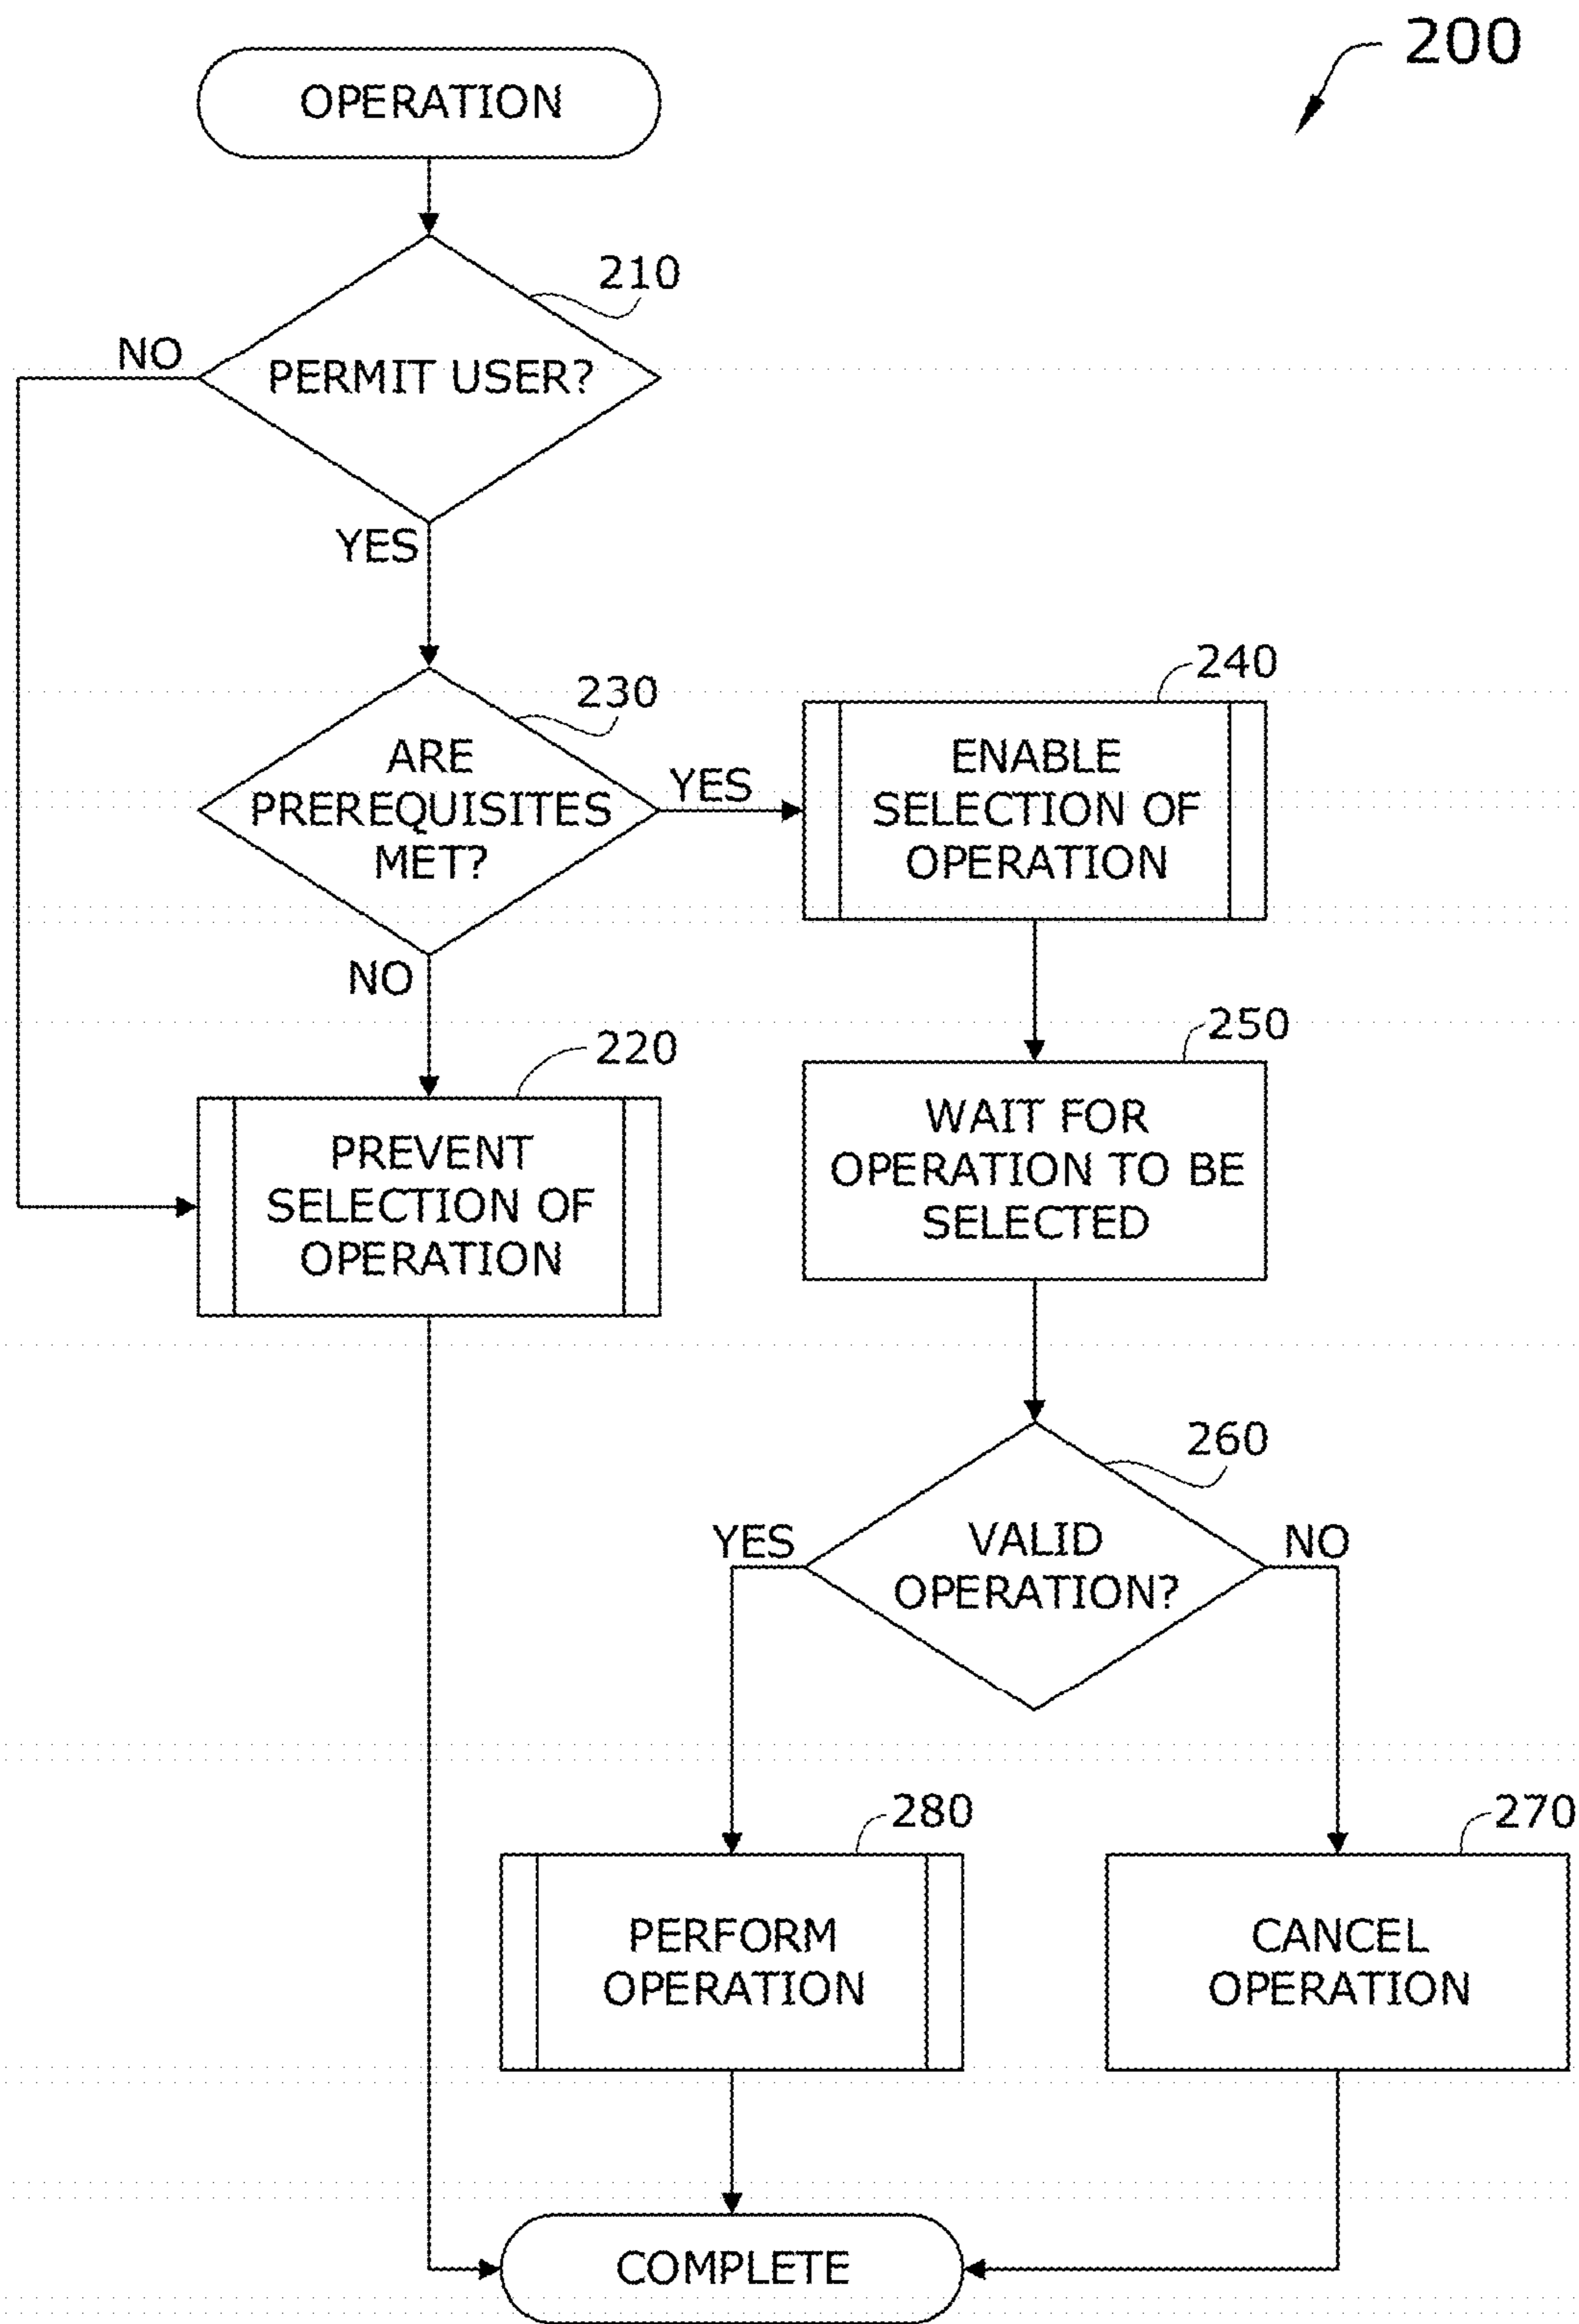 200
OPERATION
210
NO
PERMIT USER?
YES
230
ARE
PREREQUISITES
MET?
YES
240
ENABLE
SELECTION OF
OPERATION
NO
220
PREVENT
SELECTION OF
OPERATION
250
WAIT FOR
OPERATION TO BE
SELECTED
260
YES
VALID
OPERATION?
NO
280
PERFORM
OPERATION
270
CANCEL
OPERATION
COMPLETE